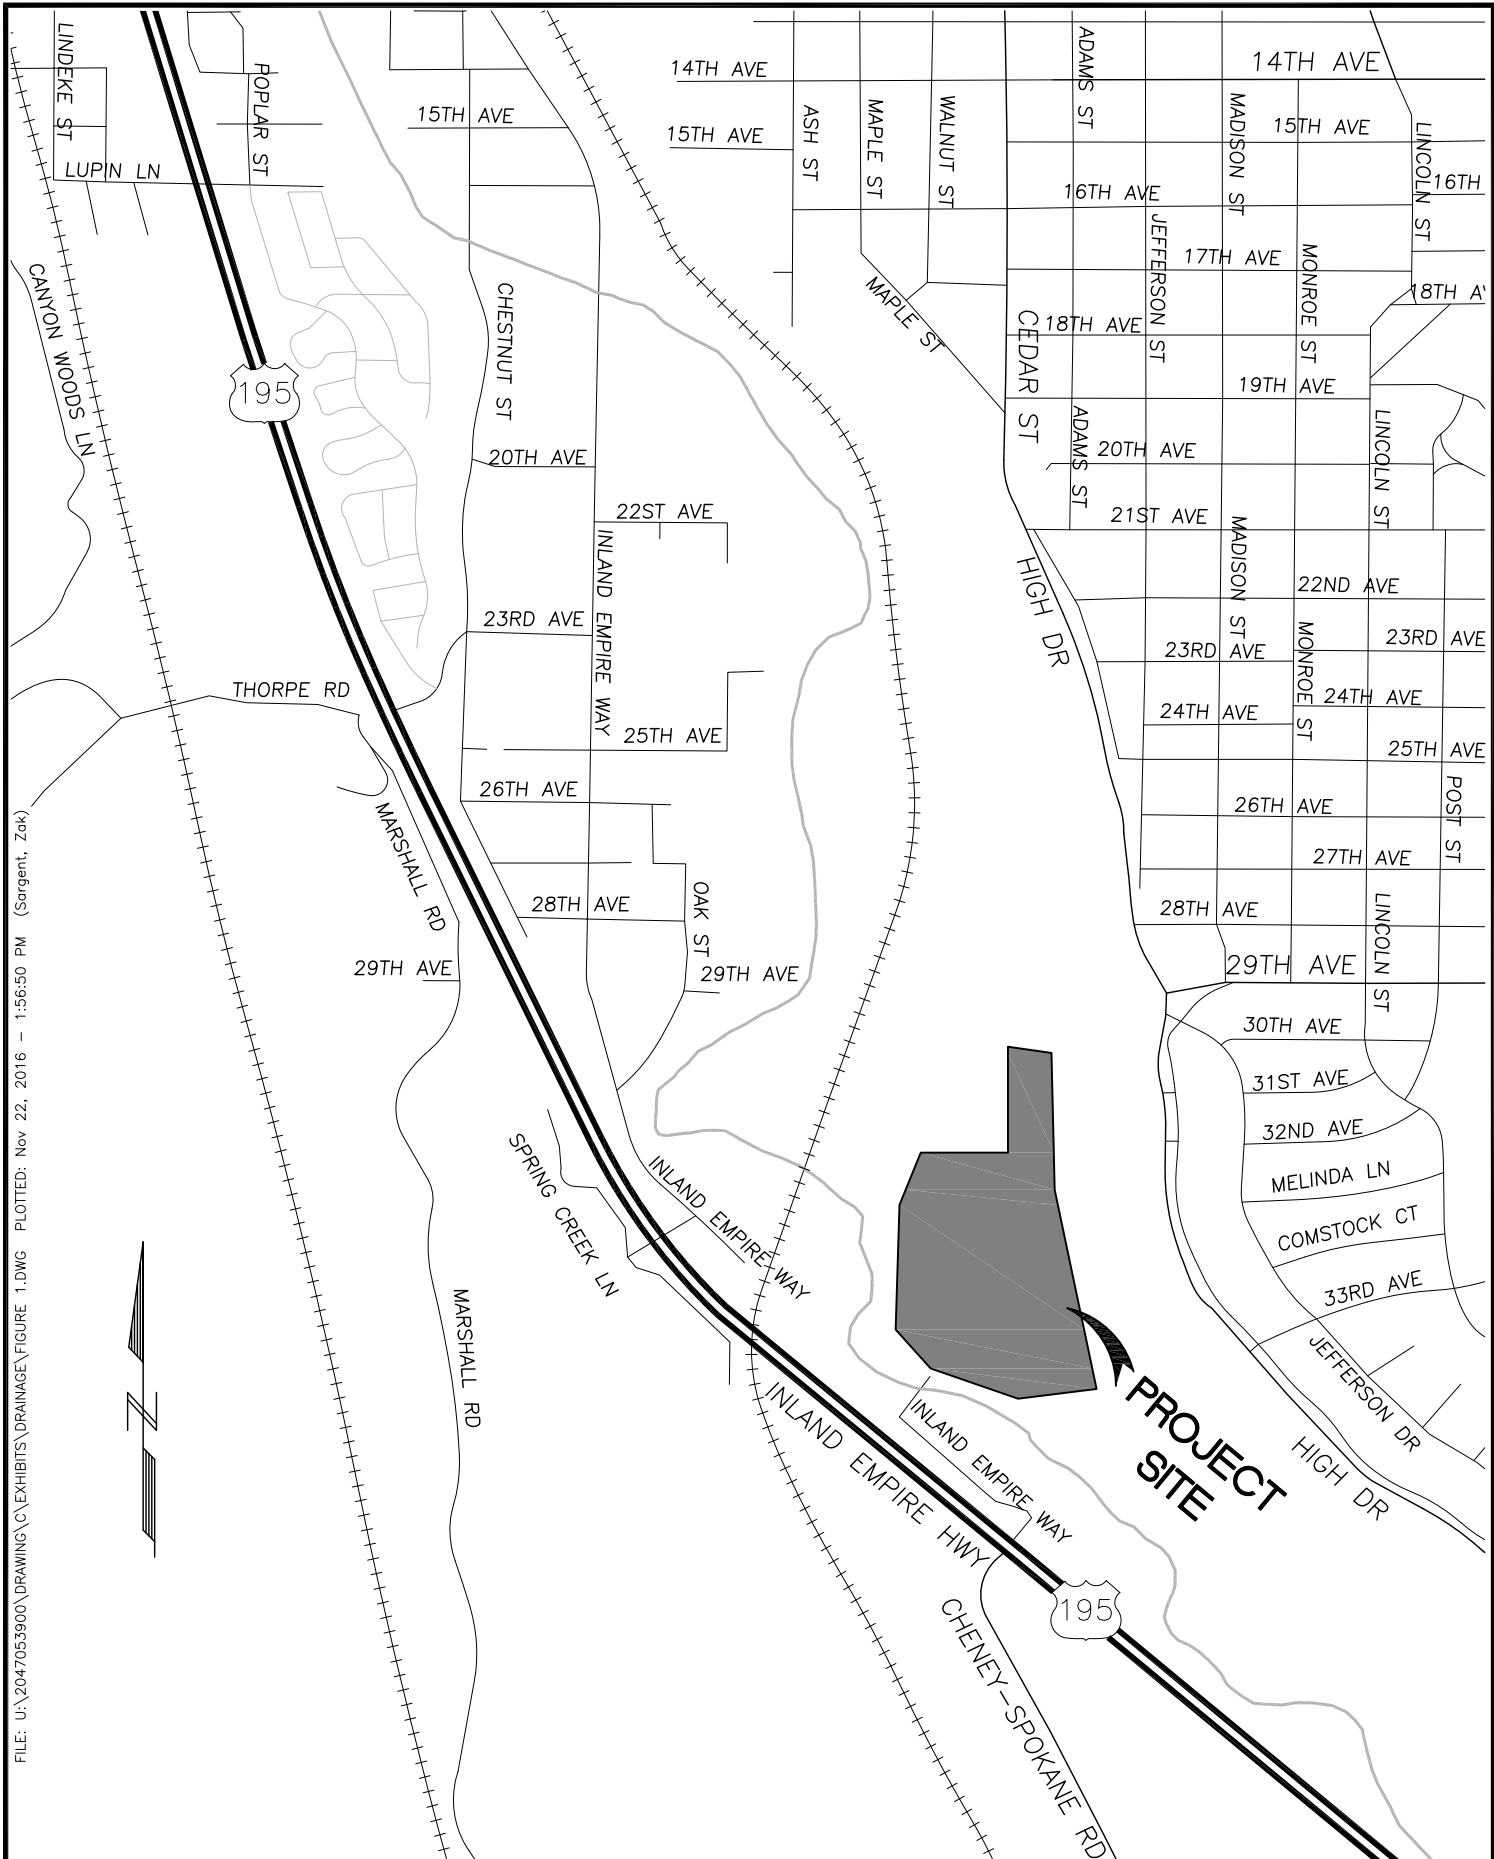 LINDEKE ST
POPLAR ST
15TH AVE
LUPIN LN
14TH AVE
15TH AVE
ASH ST
MAPLE ST
WALNUT ST
ADAMS ST
14TH AVE
MADISON ST
15TH AVE
LINCOLN ST
16TH
16TH AVE
JEFFERSON ST
17TH AVE
MONROE ST
18TH AV
CANYON WOODS LN
195
CHESTNUT ST
MAPLE ST
CEDAR ST
18TH AVE
19TH AVE
ADAMS ST
20TH AVE
LINCOLN ST
20TH AVE
22ST AVE
21ST AVE
MADISON ST
INLAND EMPIRE WAY
HIGH DR
22ND AVE
23RD AVE
MONROE ST
23RD AVE
23RD AVE
THORPE RD
24TH AVE
24TH AVE
25TH AVE
25TH AVE
26TH AVE
POST ST
26TH AVE
MARSHALL RD
27TH AVE
OAK ST
28TH AVE
28TH AVE
LINCOLN ST
29TH AVE
29TH AVE
29TH AVE
30TH AVE
31ST AVE
32ND AVE
SPRING CREEK LN
INLAND EMPIRE WAY
MELINDA LN
COMSTOCK CT
33RD AVE
MARSHALL RD
JEFFERSON DR
N
INLAND EMPIRE HWY
INLAND EMPIRE WAY
PROJECT
SITE
HIGH DR
195
CHENEY-SPOKANE RD
FILE: U:\2047053900\DRAWING\C\EXHIBITS\DRAINAGE\FIGURE 1.DWG PLOTTED: Nov 22, 2016 - 1:56:50 PM (Sargent, Zak)